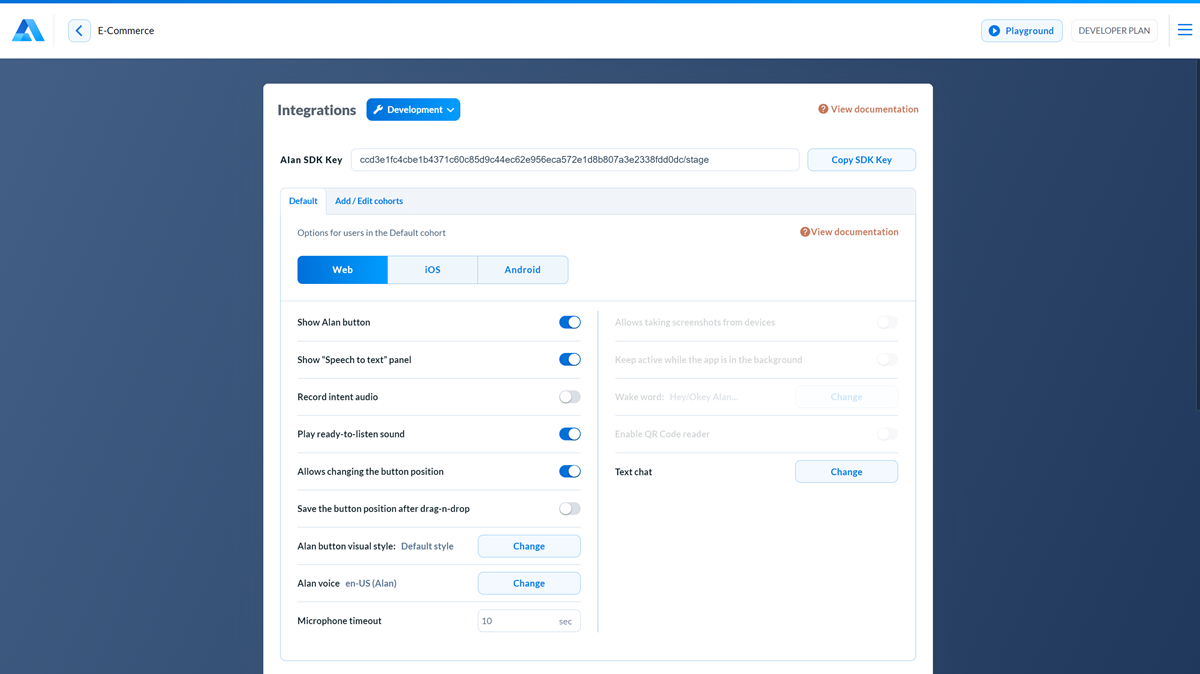 E-Commerce
Playground
DEVELOPER PLAN
Integrations
Development
View documentation
Alan SDK Key
ccd3e1fc4cbe1b4371c60c85d9c44ec62e956eca572e1d8b807a3e2338fdd0dc/stage
Copy SDK Key
Default
Add / Edit cohorts
Options for users in the Default cohort
View documentation
Web
iOS
Android
Show Alan button
Show "Speech to text" panel
Record intent audio
Play ready-to-listen sound
Allows changing the button position
Save the button position after drag-n-drop
Alan button visual style: Default style
Change
Alan voice en-US (Alan)
Change
Microphone timeout
10 sec
Allows taking screenshots from devices
Keep active while the app is in the background
Wake word: Hey/Okey Alan...
Change
Enable QR Code reader
Text chat
Change